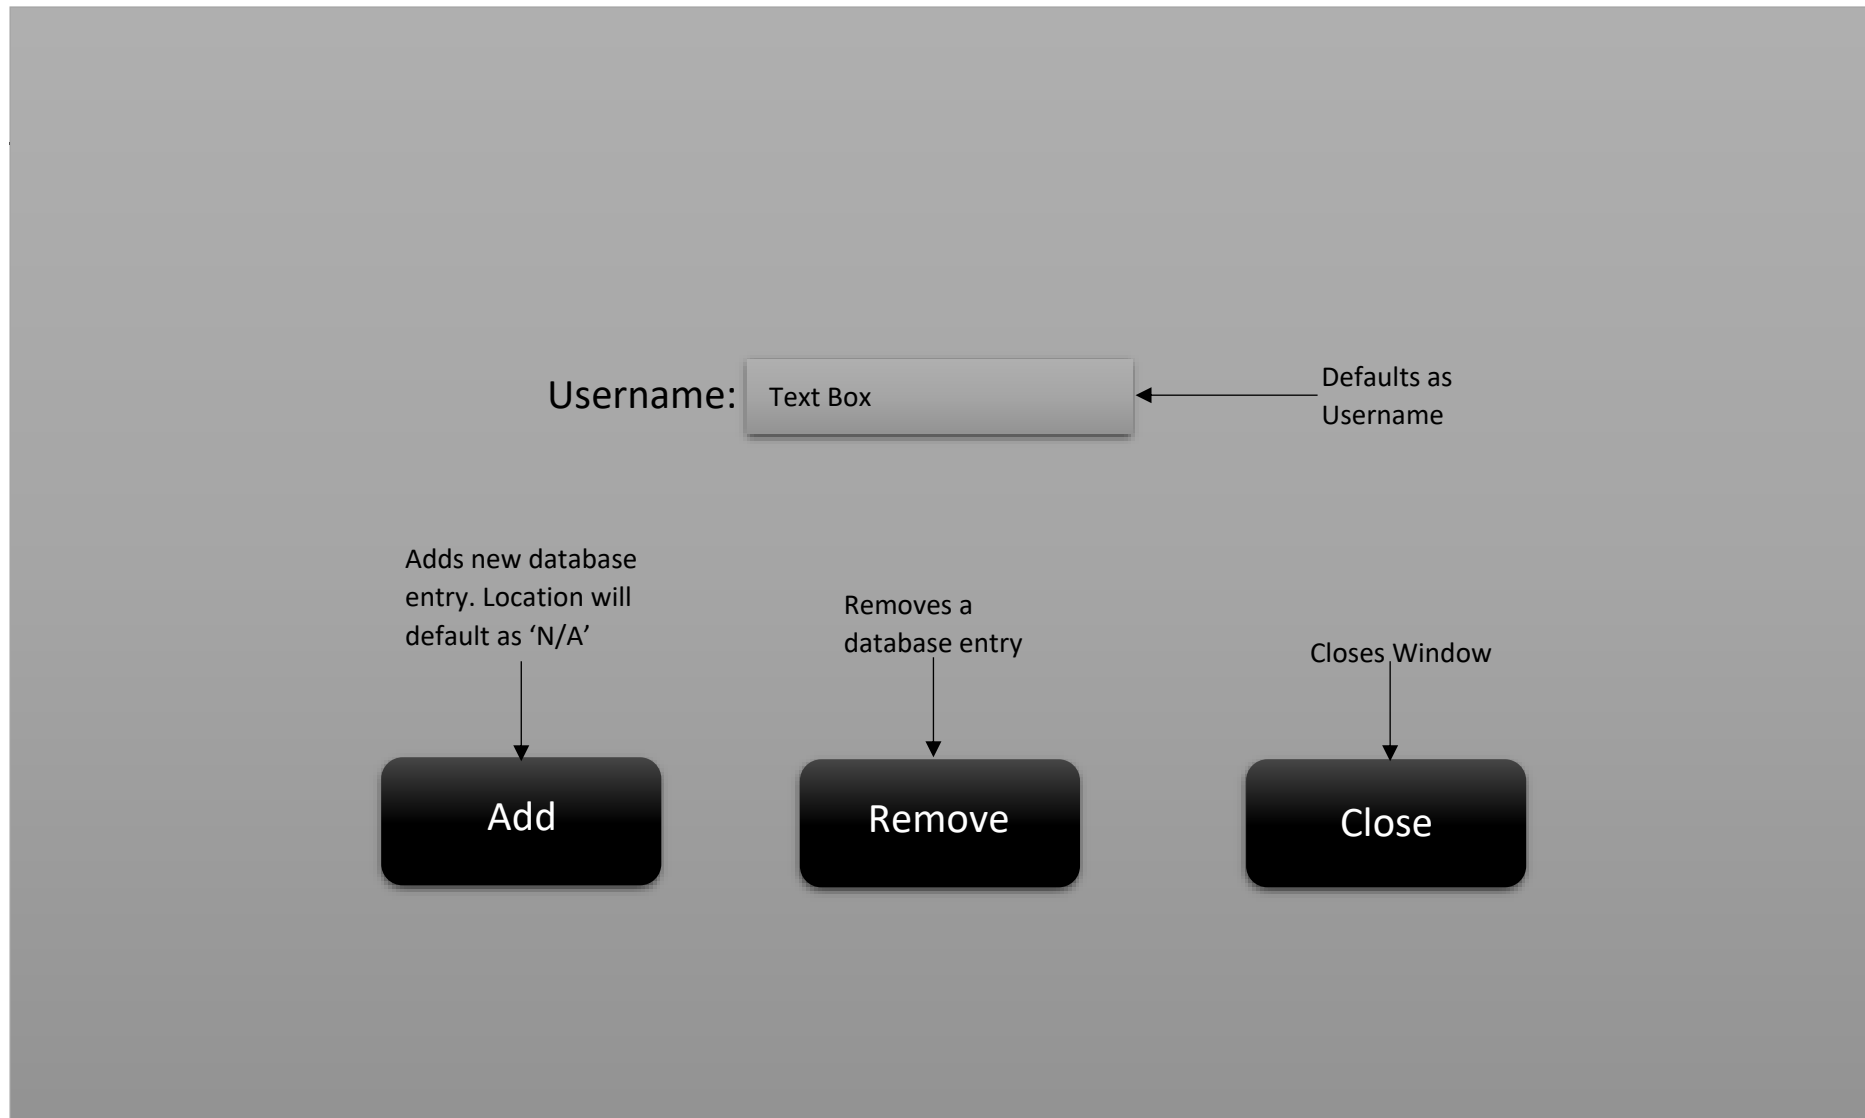 Username:
Text Box
Defaults as
Username
Adds new database
entry. Location will
default as ‘N/A’
Removes a
database entry
Closes Window
Add
Remove
Close